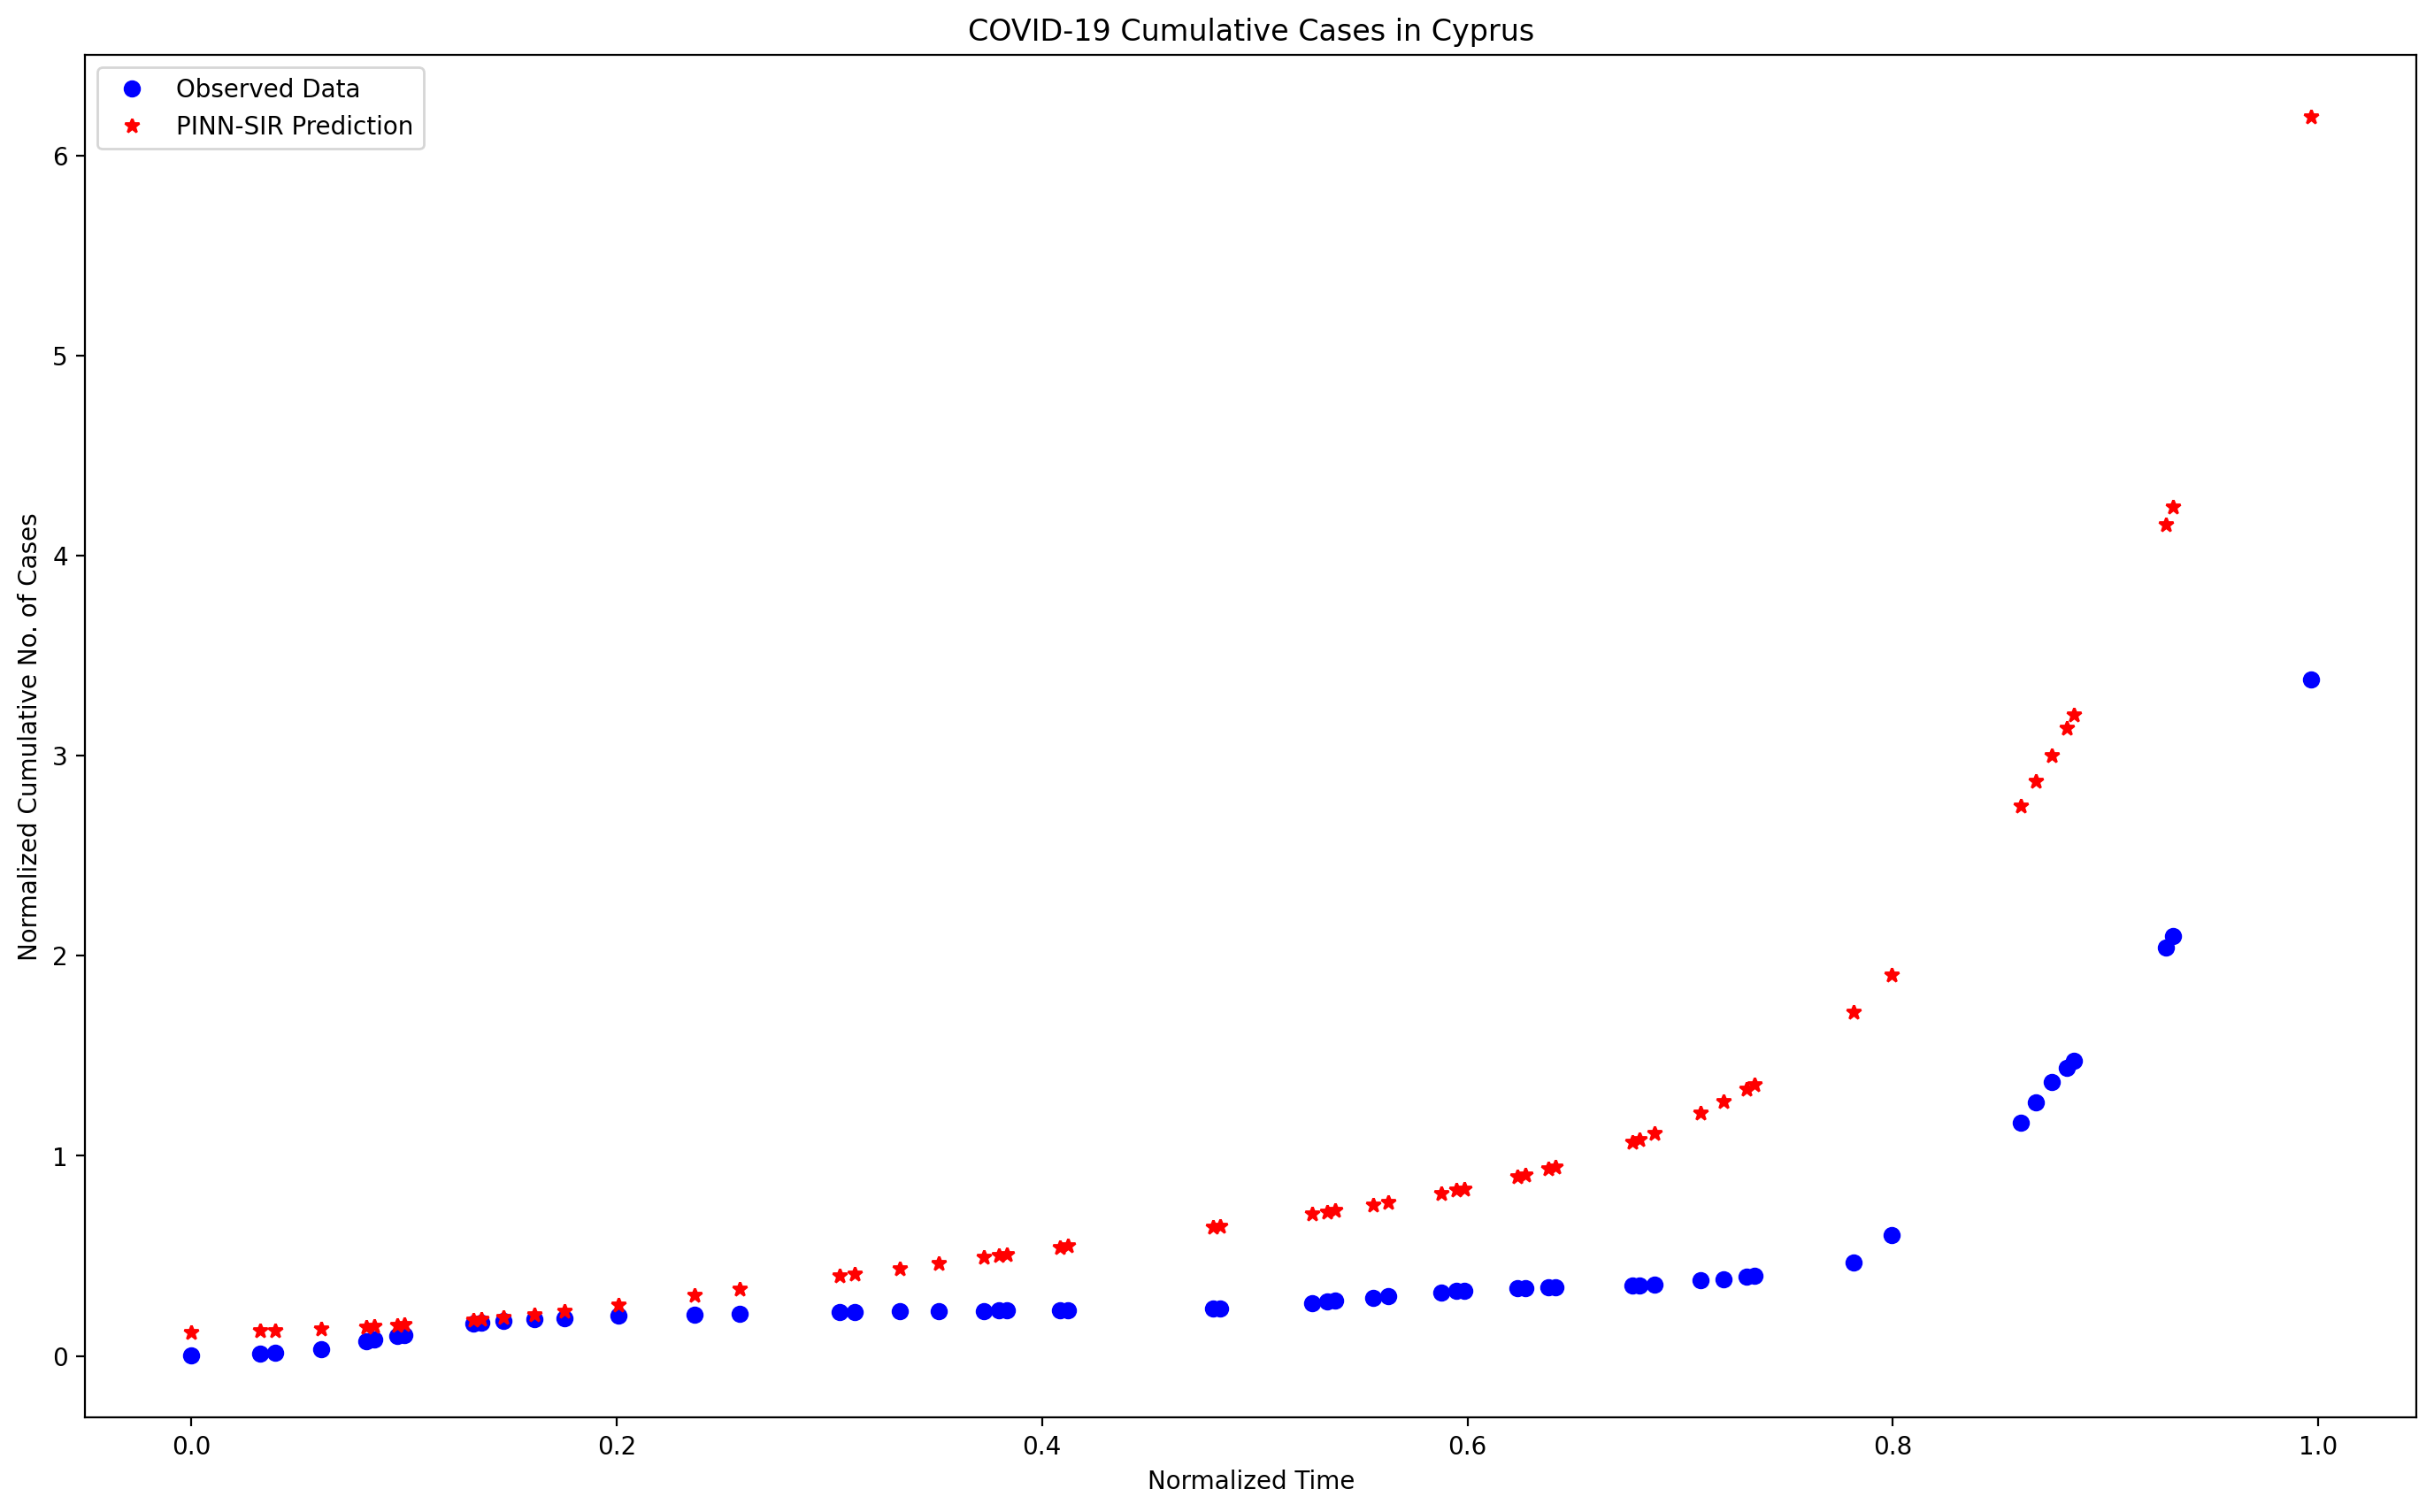 COVID-19 Cumulative Cases in Cyprus
Observed Data
PINN-SIR Prediction
Normalized Cumulative No. of Cases
6
5
4
3
2
1
0
0.0 0.2 0.4 0.6 0.8 1.0
Normalized Time